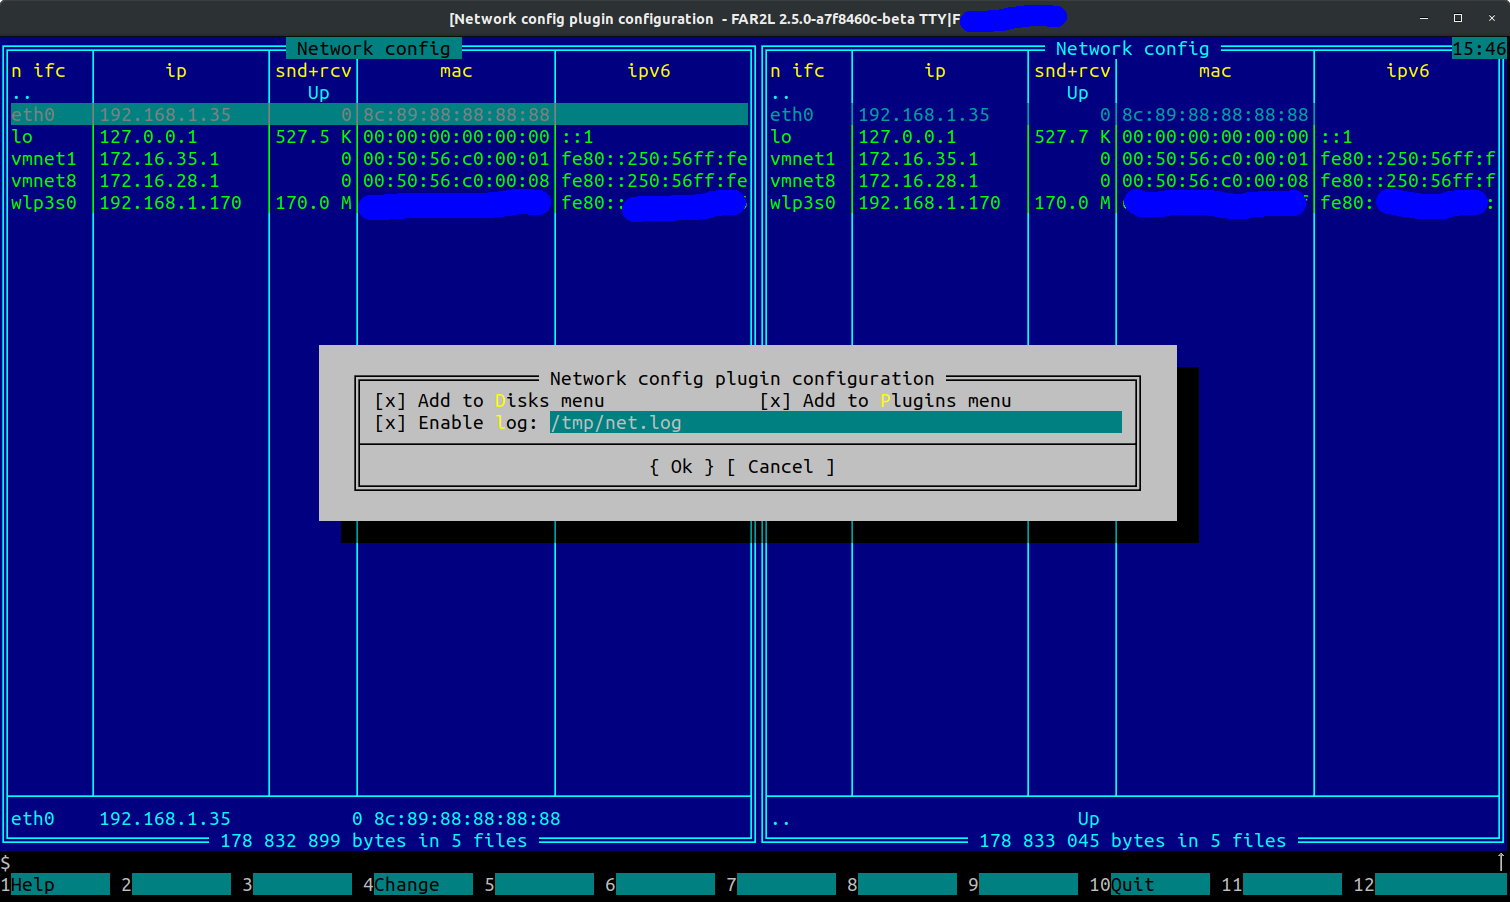 [Network config plugin configuration - FAR2L 2.5.0-a7f8460c-beta TTY|F
Network config Network config 15:46
n ifc ip snd+rcv mac ipv6 n ifc ip snd+rcv mac ipv6
.. Up .. Up
eth0 192.168.1.35 0 8c:89:88:88:88:88 eth0 192.168.1.35 0 8c:89:88:88:88:88
lo 127.0.0.1 527.5 K 00:00:00:00:00:00 ::1 lo 127.0.0.1 527.7 K 00:00:00:00:00:00 ::1
vmnet1 172.16.35.1 0 00:50:56:c0:00:01 fe80::250:56ff:fe vmnet1 172.16.35.1 0 00:50:56:c0:00:01 fe80::250:56ff:f
vmnet8 172.16.28.1 0 00:50:56:c0:00:08 fe80::250:56ff:fe vmnet8 172.16.28.1 0 00:50:56:c0:00:08 fe80::250:56ff:f
wlp3s0 192.168.1.170 170.0 M fe80:: wlp3s0 192.168.1.170 170.0 M fe80: :
Network config plugin configuration
[x] Add to Disks menu [x] Add to Plugins menu
[x] Enable log: /tmp/net.log
{ Ok } [ Cancel ]
eth0 192.168.1.35 0 8c:89:88:88:88:88 .. Up
178 832 899 bytes in 5 files 178 833 045 bytes in 5 files
$ ↑
1Help 2 3 4Change 5 6 7 8 9 10Quit 11 12